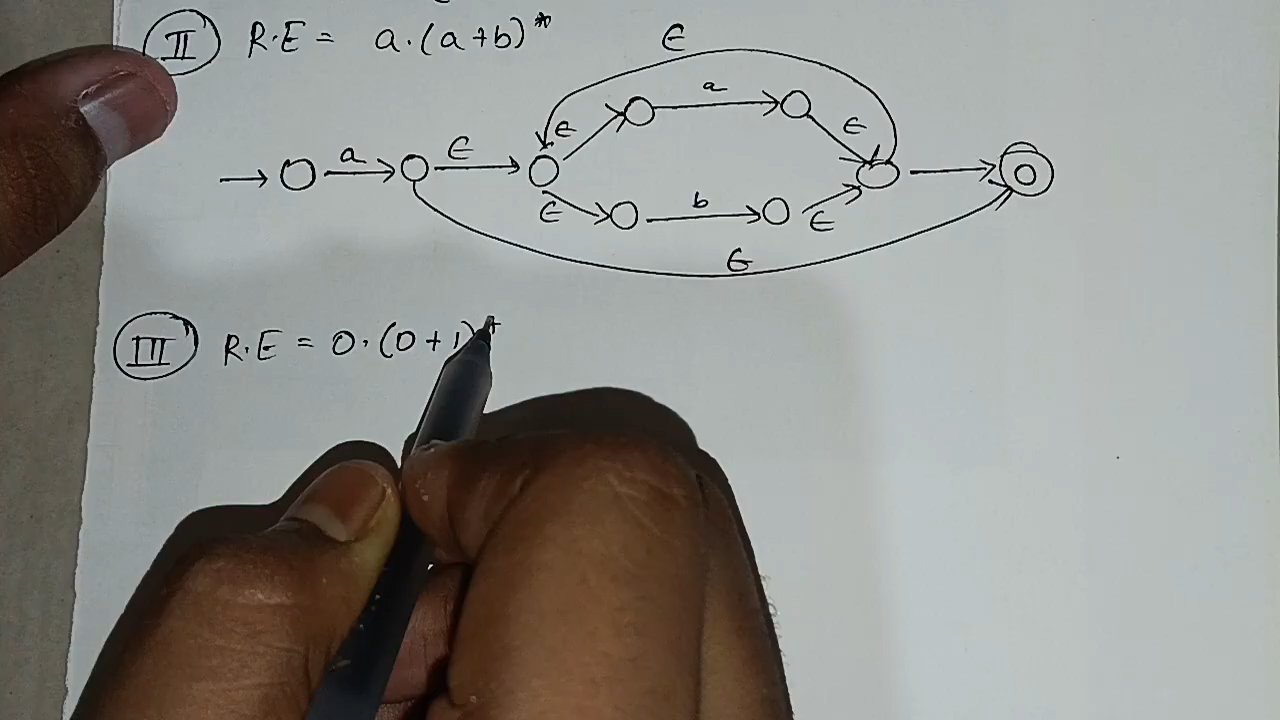 II R.E = a.(a+b)*
ϵ
a
ϵ ϵ
a ϵ
ϵ b ϵ
ϵ
III R.E = 0.(0+1)